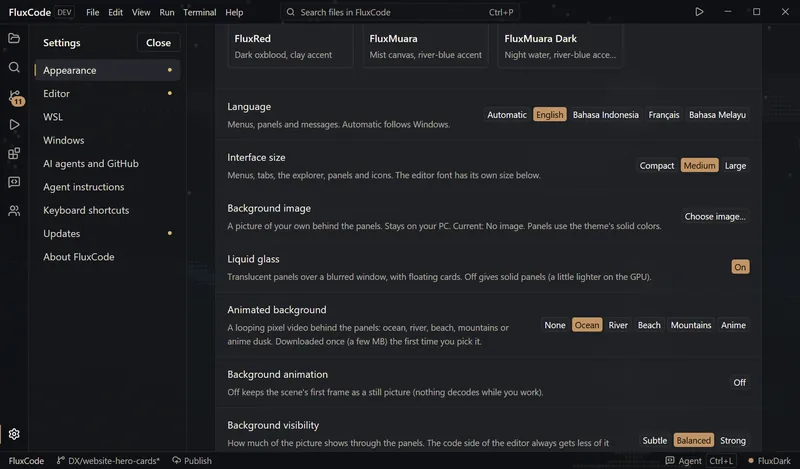 FluxCode DEV File Edit View Run Terminal Help Search files in FluxCode Ctrl+P
Settings Close
Appearance
Editor
WSL
Windows
AI agents and GitHub
Agent instructions
Keyboard shortcuts
Updates
About FluxCode
11
FluxRed
Dark oxblood, clay accent
FluxMuara
Mist canvas, river-blue accent
FluxMuara Dark
Night water, river-blue acce...
Language
Menus, panels and messages. Automatic follows Windows.
Automatic English Bahasa Indonesia Français Bahasa Melayu
Interface size
Menus, tabs, the explorer, panels and icons. The editor font has its own size below.
Compact Medium Large
Background image
A picture of your own behind the panels. Stays on your PC. Current: No image. Panels use the theme's solid colors.
Choose image...
Liquid glass
Translucent panels over a blurred window, with floating cards. Off gives solid panels (a little lighter on the GPU).
On
Animated background
A looping pixel video behind the panels: ocean, river, beach, mountains or
anime dusk. Downloaded once (a few MB) the first time you pick it.
None Ocean River Beach Mountains Anime
Background animation
Off keeps the scene's first frame as a still picture (nothing decodes while you work).
Off
Background visibility
How much of the picture shows through the panels. The code side of the editor always gets less of it
Subtle Balanced Strong
FluxCode DX/website-hero-cards* Publish Agent Ctrl+L FluxDark